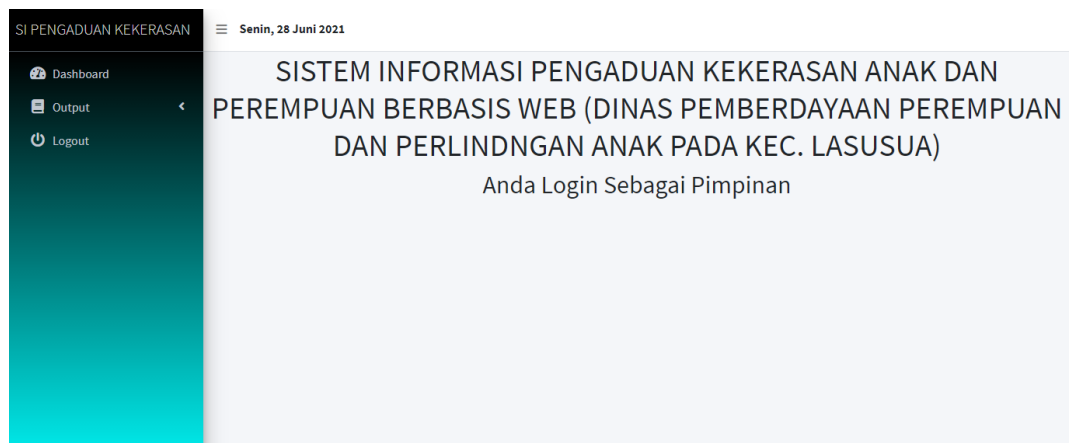 SI PENGADUAN KEKERASAN
Senin, 28 Juni 2021
Dashboard
Output
Logout
SISTEM INFORMASI PENGADUAN KEKERASAN ANAK DAN
PEREMPUAN BERBASIS WEB (DINAS PEMBERDAYAAN PEREMPUAN
DAN PERLINDNGAN ANAK PADA KEC. LASUSUA)
Anda Login Sebagai Pimpinan